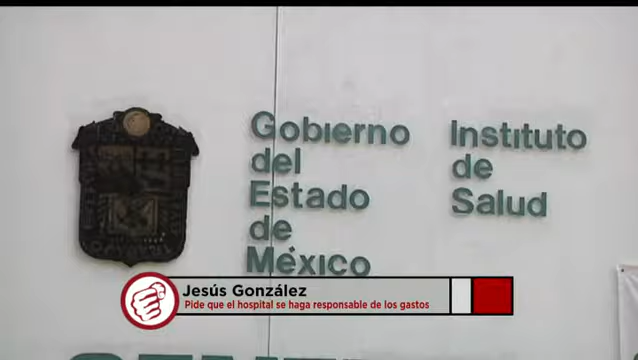 Gobierno
del
Estado
de
México
Instituto
de
Salud
Jesús González
Pide que el hospital se haga responsable de los gastos